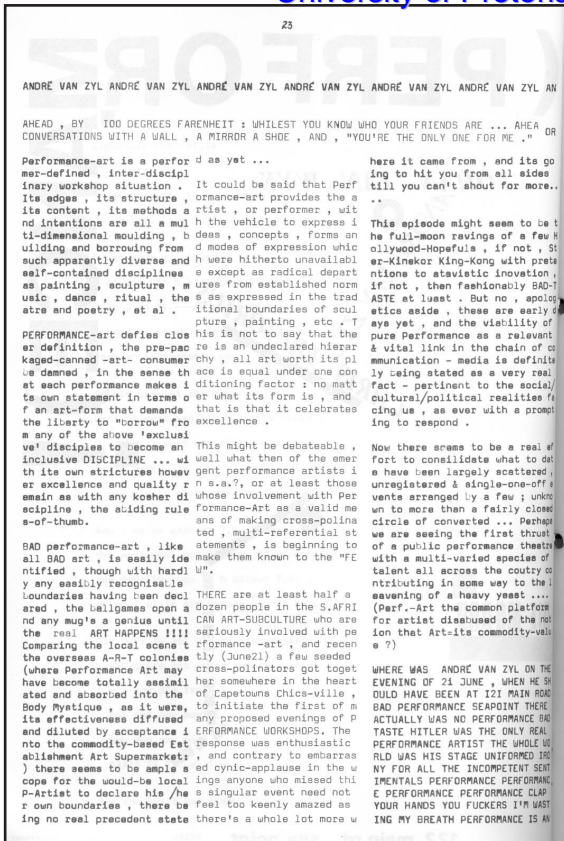 University of Pretoria
23
ANDRÉ VAN ZYL ANDRÉ VAN ZYL ANDRÉ VAN ZYL ANDRÉ VAN ZYL ANDRÉ VAN ZYL ANDRÉ VAN ZYL AN
AHEAD , BY IOO DEGREES FARENHEIT : WHILEST YOU KNOW WHO YOUR FRIENDS ARE ... AHEA OR
CONVERSATIONS WITH A WALL , A MIRROR A SHOE , AND , "YOU'RE THE ONLY ONE FOR ME ."
Performance-art is a perfor
mer-defined , inter-discipl
inary workshop situation .
Its edges , its structure ,
its content , its methods a
nd intentions are all a mul
ti-dimensional moulding , b
uilding and borrowing from
such apparently diverse and
self-contained disciplines
as painting , sculpture , m
usic , dance , ritual , the
atre and poetry , et al .
PERFORMANCE-art defies clos
er definition , the pre-pac
kaged-canned -art- consumer
be damned , in the sense th
at each performance makes i
ts own statement in terms o
f an art-form that demands
the liberty to "borrow" fro
m any of the above 'exclusi
ve' disciples to become an
inclusive DISCIPLINE ... wi
th its own strictures howev
er excellence and quality r
emain as with any kosher di
scipline , the abiding rule
s-of-thumb.
BAD performance-art , like
all BAD art , is easily ide
ntified , though with hardl
y any easibly recognisable
boundaries having been decl
ared , the ballgames open a
nd any mug's a genius until
the real ART HAPPENS !!!!
Comparing the local scene t
the overseas A-R-T colonies
(where Performance Art may
have become totally assimil
ated and absorbed into the
Body Mystique , as it were,
its effectiveness diffused
and diluted by acceptance i
nto the commodity-based Est
ablishment Art Supermarket:
) there seems to be ample s
cope for the would-be local
P-Artist to declare his /he
r own boundaries , there be
ing no real precedent state
d as yet ...
It could be said that Perf
ormance-art provides the a
rtist , or performer , wit
h the vehicle to express i
deas , concepts , forms an
d modes of expression whic
h were hitherto unavailabl
e except as radical depart
ures from established norm
s as expressed in the trad
itional boundaries of scul
pture , painting , etc . T
his is not to say that the
re is an undeclared hierar
chy , all art worth its pl
ace is equal under one con
ditioning factor : no matt
er what its form is , and
that is that it celebrates
excellence .
This might be debateable ,
well what then of the emer
gent performance artists i
n s.a.?, or at least those
whose involvement with Per
formance-Art as a valid me
ans of making cross-polina
ted , multi-referential st
atements , is beginning to
make them known to the "FE
W".
THERE are at least half a
dozen people in the S.AFRI
CAN ART-SUBCULTURE who are
seriously involved with pe
rformance -art , and recen
tly (June21) a few seeded
cross-polinators got toget
her somewhere in the heart
of Capetowns Chics-ville ,
to initiate the first of m
any proposed evenings of P
ERFORMANCE WORKSHOPS. The
response was enthusiastic
, and contrary to embarras
ed cynic-applause in the w
ings anyone who missed thi
s singular event need not
feel too keenly amazed as
there's a whole lot more w
here it came from , and its go
ing to hit you from all sides
till you can't shout for more..
..
This episode might seem to be t
he full-moon ravings of a few H
ollywood-Hopefuls , if not , St
er-Kinekor King-Kong with prete
ntions to atavistic inovation ,
if not , then fashionably BAD-T
ASTE at least . But no , apolog
etics aside , these are early d
ays yet , and the viability of
pure Performance as a relevant
& vital link in the chain of co
mmunication - media is definite
ly being stated as a very real
fact - pertinent to the social/
cultural/political realities fa
cing us , as ever with a prompt
ing to respond .
Now there seems to be a real ef
fort to consilidate what to dat
e have been largely scattered ,
unregistered & single-one-off e
vents arranged by a few ; unkno
wn to more than a fairly closed
circle of converted ... Perhaps
we are seeing the first thrust
of a public performance theatre
with a multi-varied species of
talent all across the coutry co
ntributing in some way to the l
eavening of a heavy yeast ....
(Perf.-Art the common platform
for artist disabused of the not
ion that Art=its commodity-valu
e ?)
WHERE WAS ANDRÉ VAN ZYL ON THE
EVENING OF 21 JUNE , WHEN HE SH
OULD HAVE BEEN AT I2I MAIN ROAD
BAD PERFORMANCE SEAPOINT THERE
ACTUALLY WAS NO PERFORMANCE BAD
TASTE HITLER WAS THE ONLY REAL
PERFORMANCE ARTIST THE WHOLE WO
RLD WAS HIS STAGE UNIFORMED IRO
NY FOR ALL THE INCOMPETENT SENT
IMENTALS PERFORMANCE PERFORMANC
E PERFORMANCE PERFORMANCE CLAP
YOUR HANDS YOU FUCKERS I'M WAST
ING MY BREATH PERFORMANCE IS AN